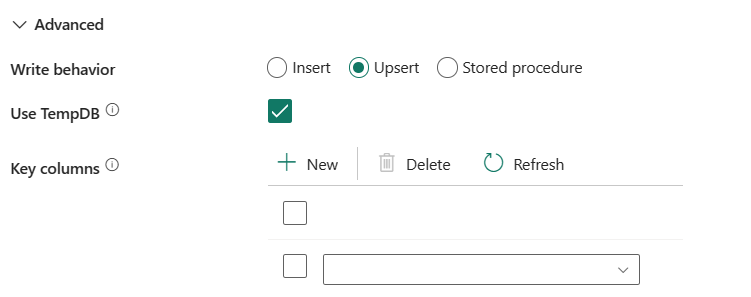 Advanced
Write behavior Insert Upsert Stored procedure
Use TempDB
Key columns New Delete Refresh